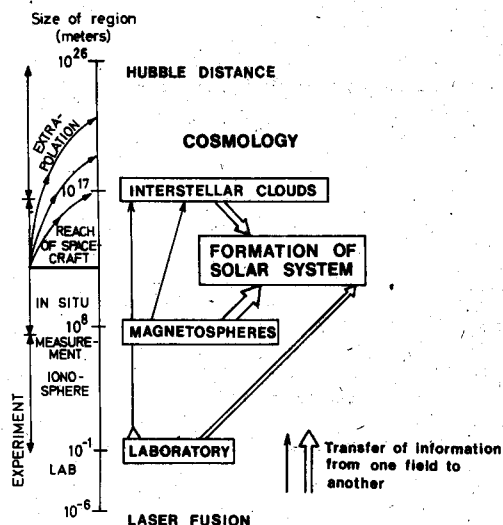 Size of region
(meters)
10^26
HUBBLE DISTANCE
EXTRA-
POLATION
COSMOLOGY
10^17
INTERSTELLAR CLOUDS
REACH
OF SPACE
CRAFT
FORMATION OF
SOLAR SYSTEM
IN SITU
10^8
MAGNETOSPHERES
MEASURE-
MENT
IONO-
SPHERE
EXPERIMENT
10^-1
LABORATORY
LAB
Transfer of information
from one field to
another
10^-6
LASER FUSION